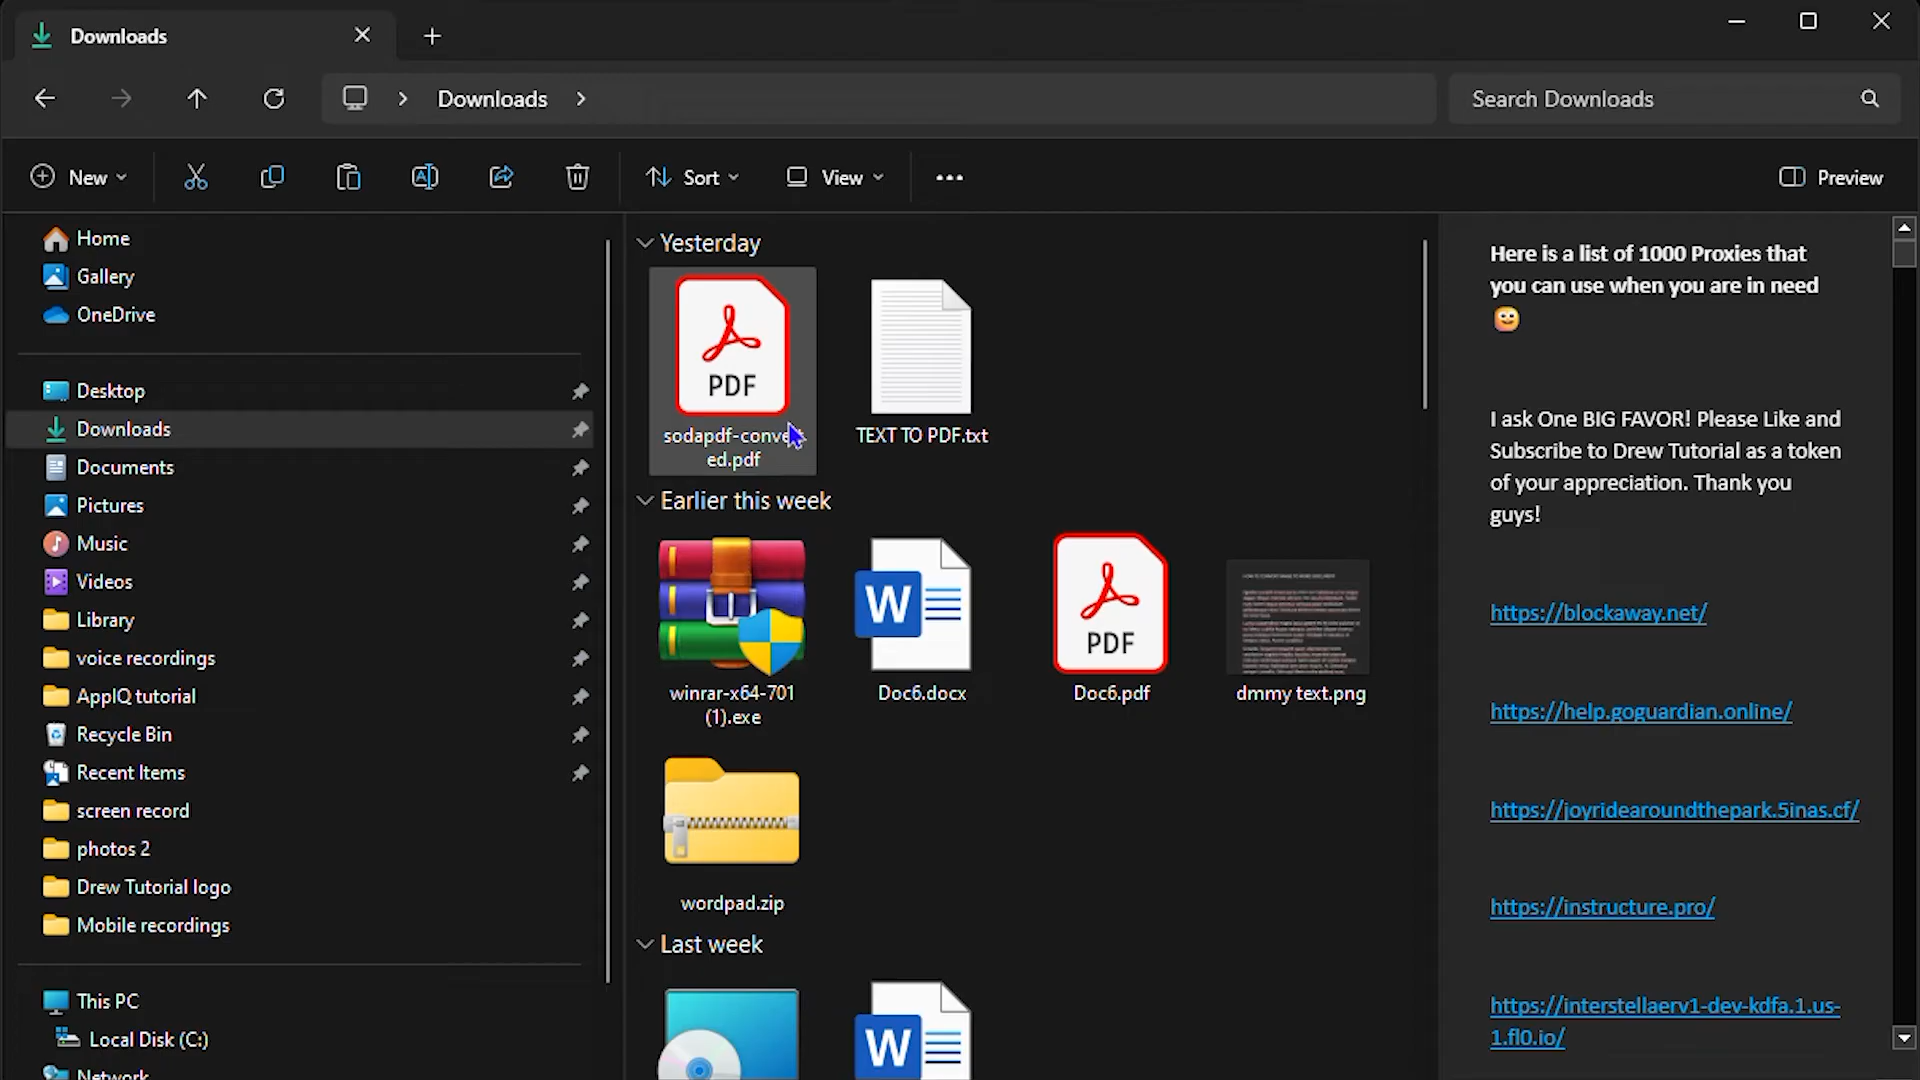 Downloads
Downloads
Search Downloads
New
Sort
View
Preview
Home
Gallery
OneDrive
Desktop
Downloads
Documents
Pictures
Music
Videos
Library
voice recordings
AppIQ tutorial
Recycle Bin
Recent Items
screen record
photos 2
Drew Tutorial logo
Mobile recordings
This PC
Local Disk (C:)
Network
Yesterday
PDF
sodapdf-convert
ed.pdf
TEXT TO PDF.txt
Earlier this week
W
PDF
winrar-x64-701
(1).exe
Doc6.docx
Doc6.pdf
dmmy text.png
wordpad.zip
Last week
W
Here is a list of 1000 Proxies that
you can use when you are in need
I ask One BIG FAVOR! Please Like and
Subscribe to Drew Tutorial as a token
of your appreciation. Thank you
guys!
https://blockaway.net/
https://help.goguardian.online/
https://joyridearoundthepark.5inas.cf/
https://instructure.pro/
https://interstellaerv1-dev-kdfa.1.us-
1.fl0.io/